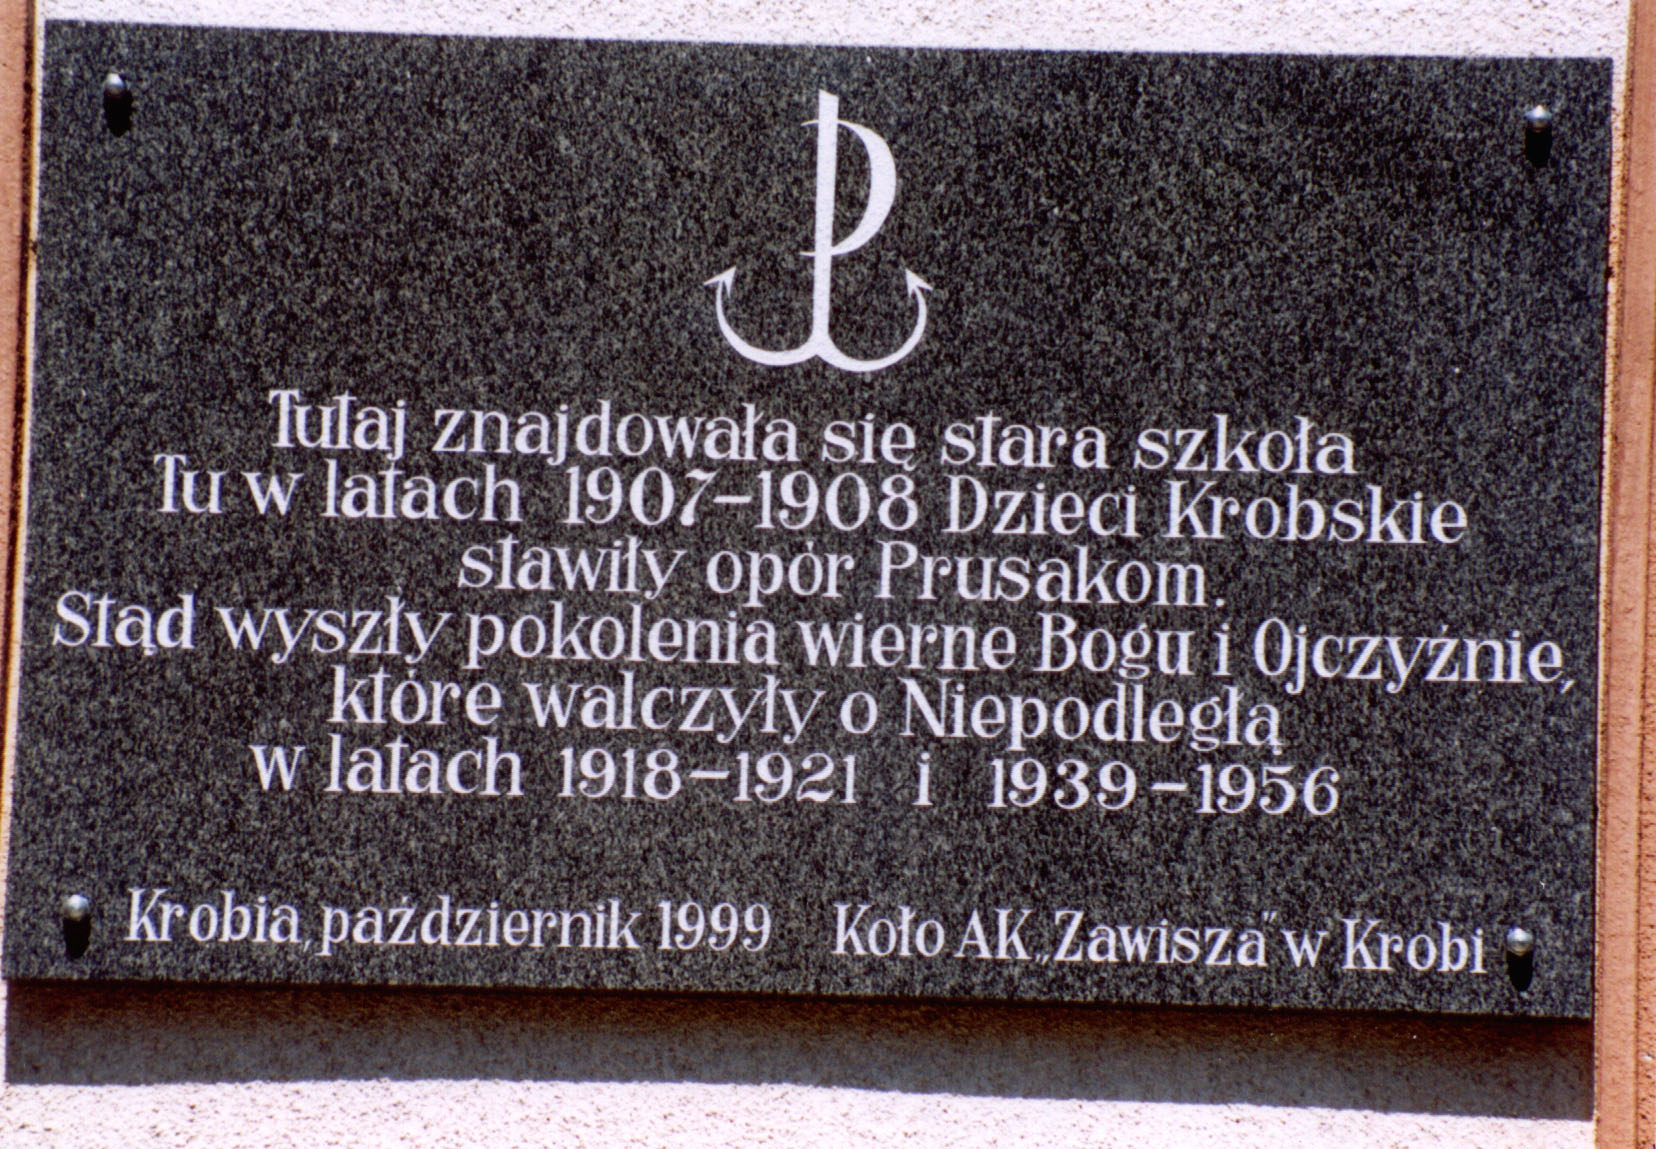 Tutaj znajdowała się stara szkoła
Tu w latach 1907-1908 Dzieci Krobskie
stawiły opór Prusakom.
Stąd wyszły pokolenia wierne Bogu i Ojczyźnie,
które walczyły o Niepodległą
w latach 1918-1921 i 1939-1956
Krobia, październik 1999 Koło AK „Zawisza" w Krobi